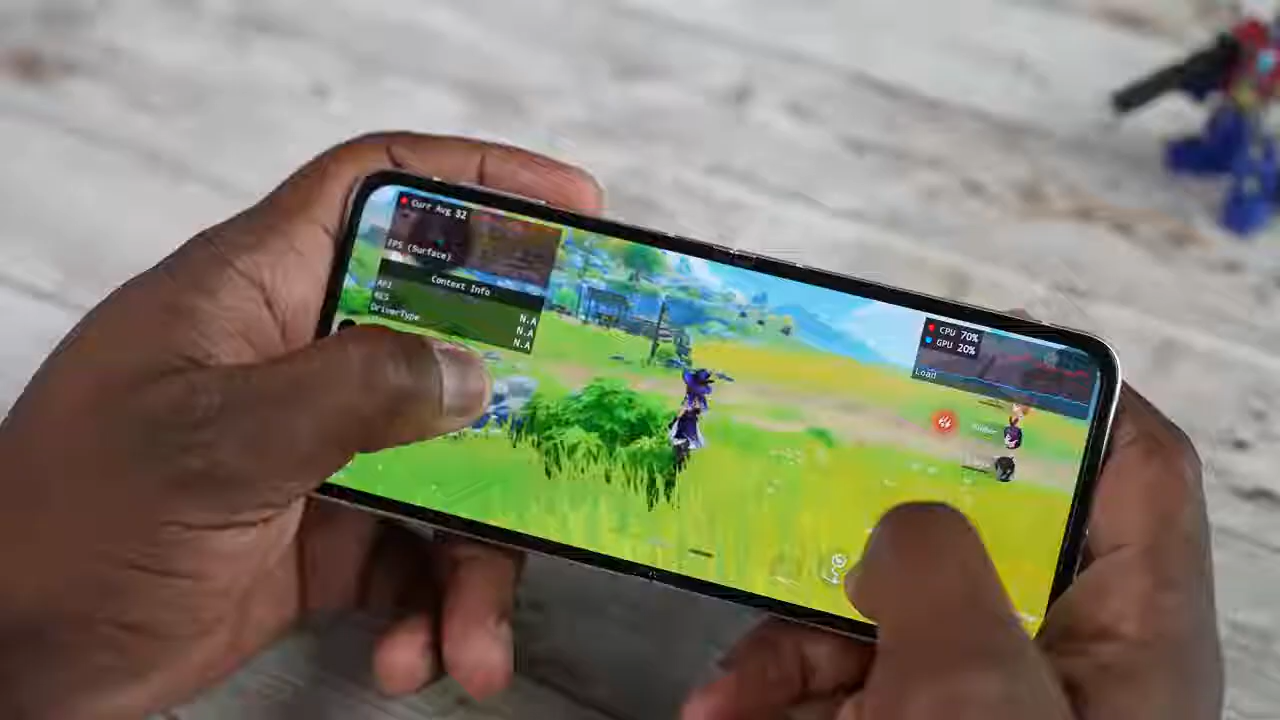 Curr Avg 32
FPS (Surface)
Context Info
API N.A
RES N.A
DriverType N.A
CPU 70%
GPU 20%
Load